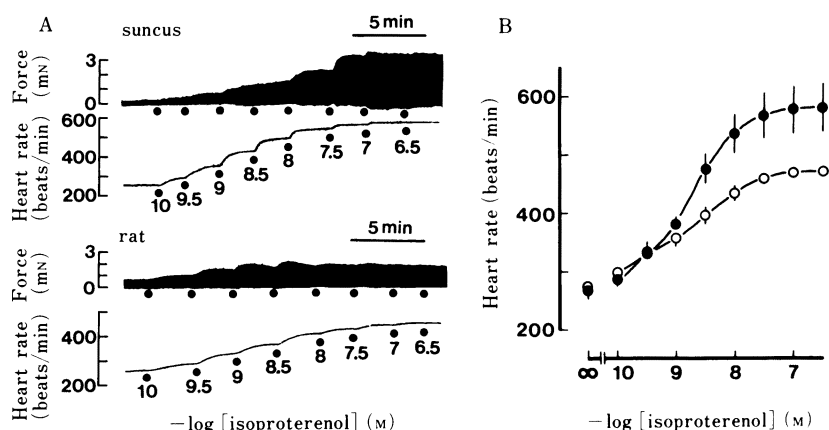 A
suncus
5 min
Force (mN)
3
0
Heart rate (beats/min)
600
400
200
10 9.5 9 8.5 8 7.5 7 6.5
rat
5 min
Force (mN)
3
0
Heart rate (beats/min)
400
200
10 9.5 9 8.5 8 7.5 7 6.5
−log [isoproterenol] (M)
B
Heart rate (beats/min)
600
400
200
∞ 10 9 8 7
−log [isoproterenol] (M)